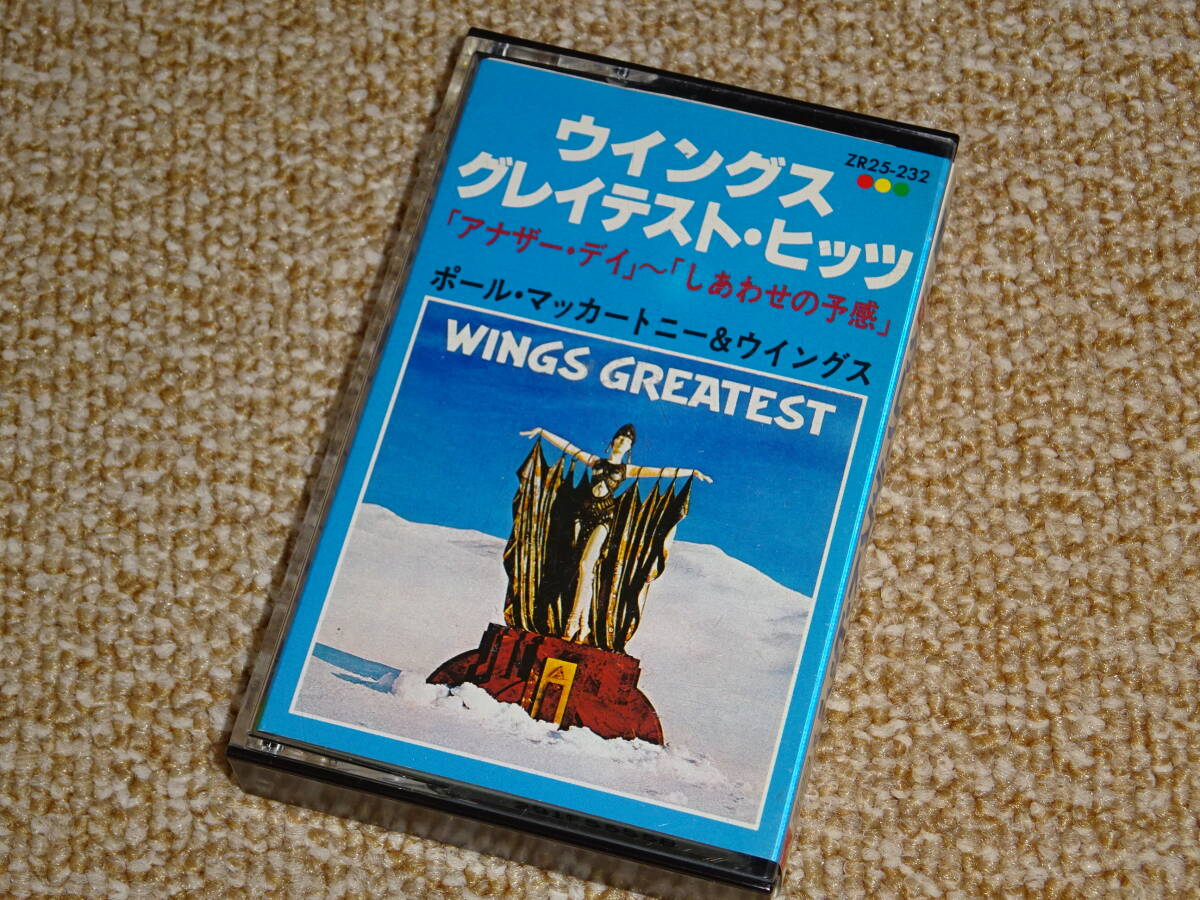 ZR25-232
ウイングス
グレイテスト・ヒッツ
「アナザー・デイ」〜「しあわせの予感」
ポール・マッカートニー&ウイングス
WINGS GREATEST